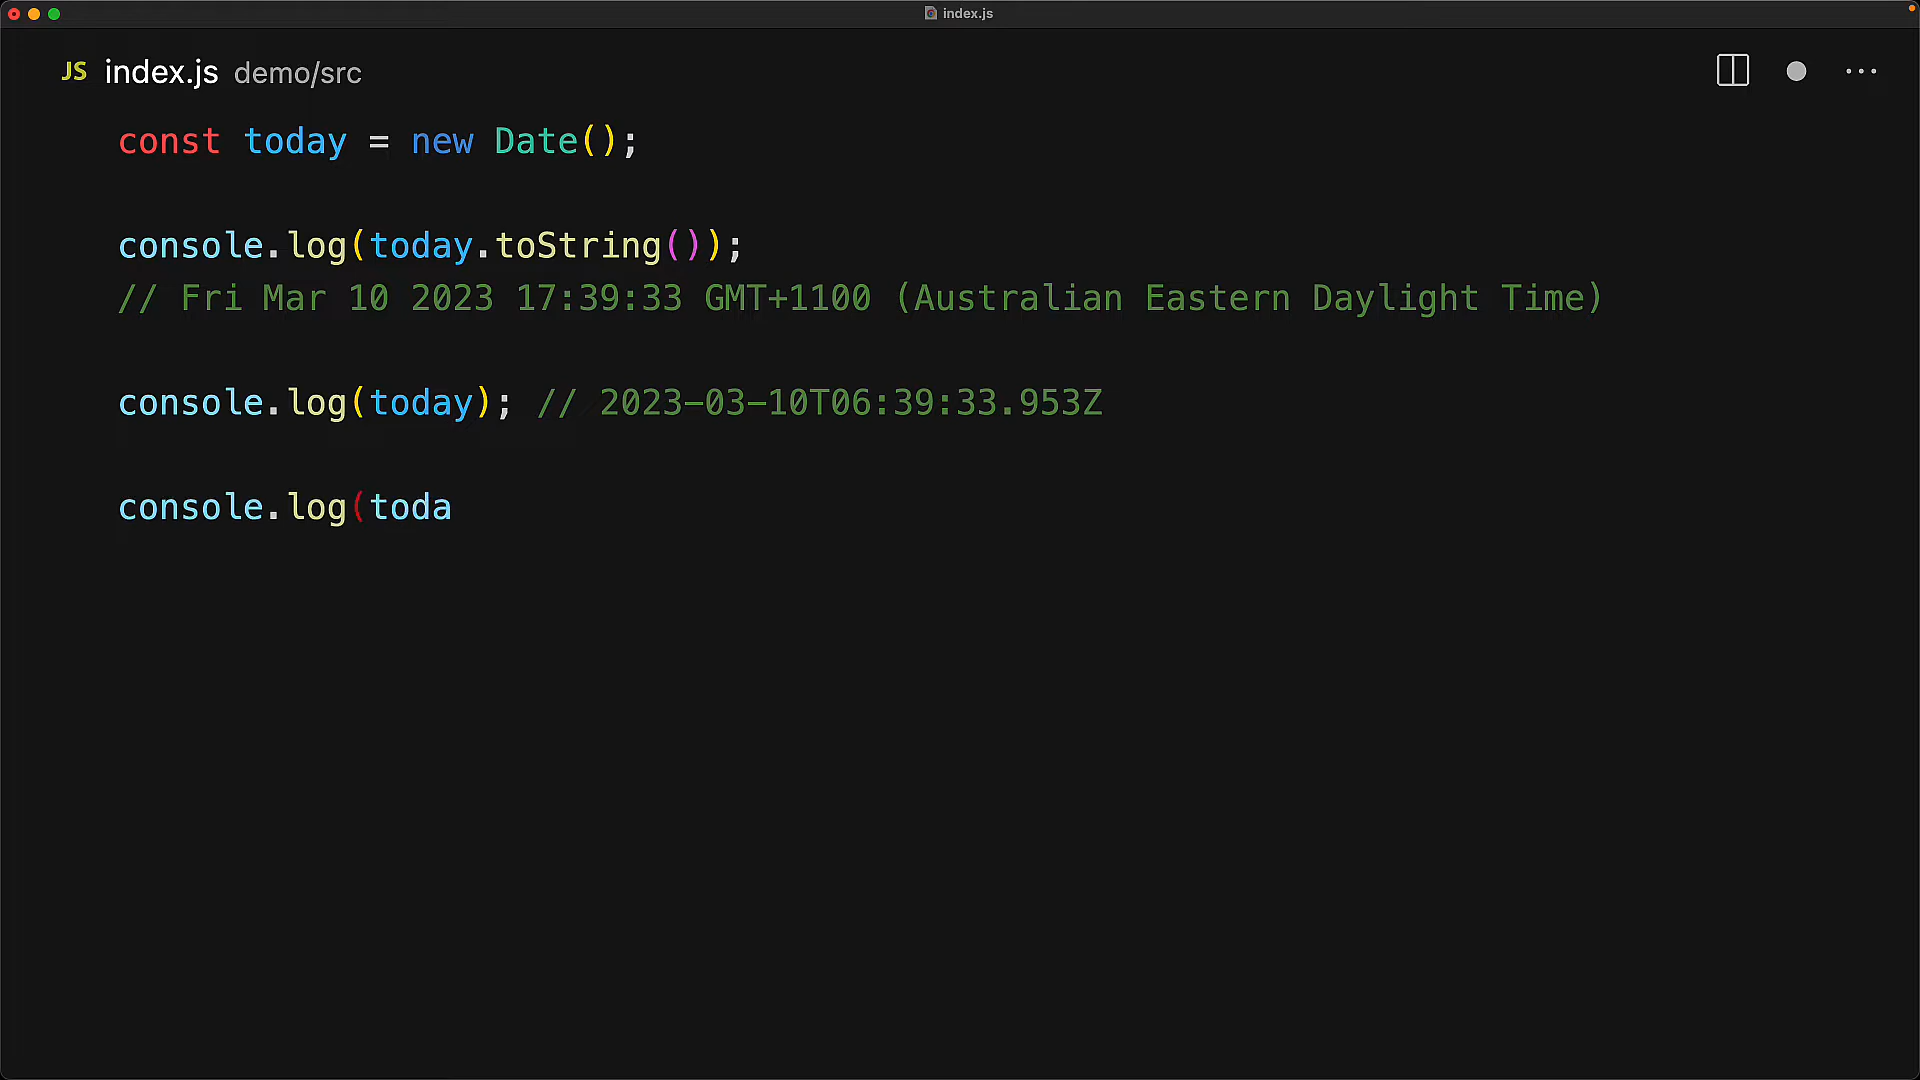 index.js
JS index.js demo/src
const today = new Date();
console.log(today.toString());
// Fri Mar 10 2023 17:39:33 GMT+1100 (Australian Eastern Daylight Time)
console.log(today); // 2023-03-10T06:39:33.953Z
console.log(toda